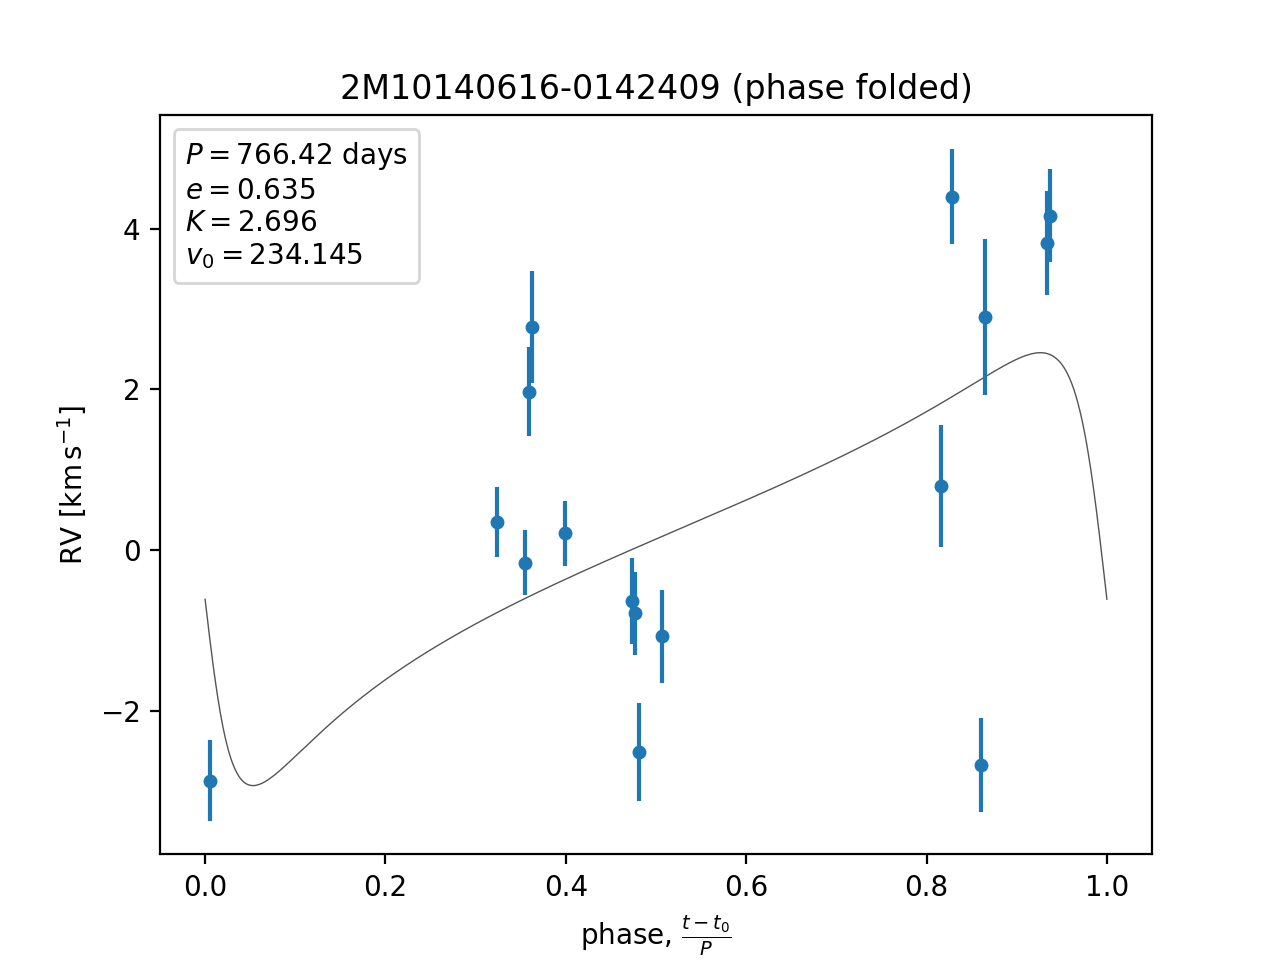 2M10140616-0142409 (phase folded)
P = 766.42 days
e = 0.635
K = 2.696
v₀ = 234.145
RV [km s⁻¹]
4
2
0
−2
0.0 0.2 0.4 0.6 0.8 1.0
phase, (t − t₀)/P